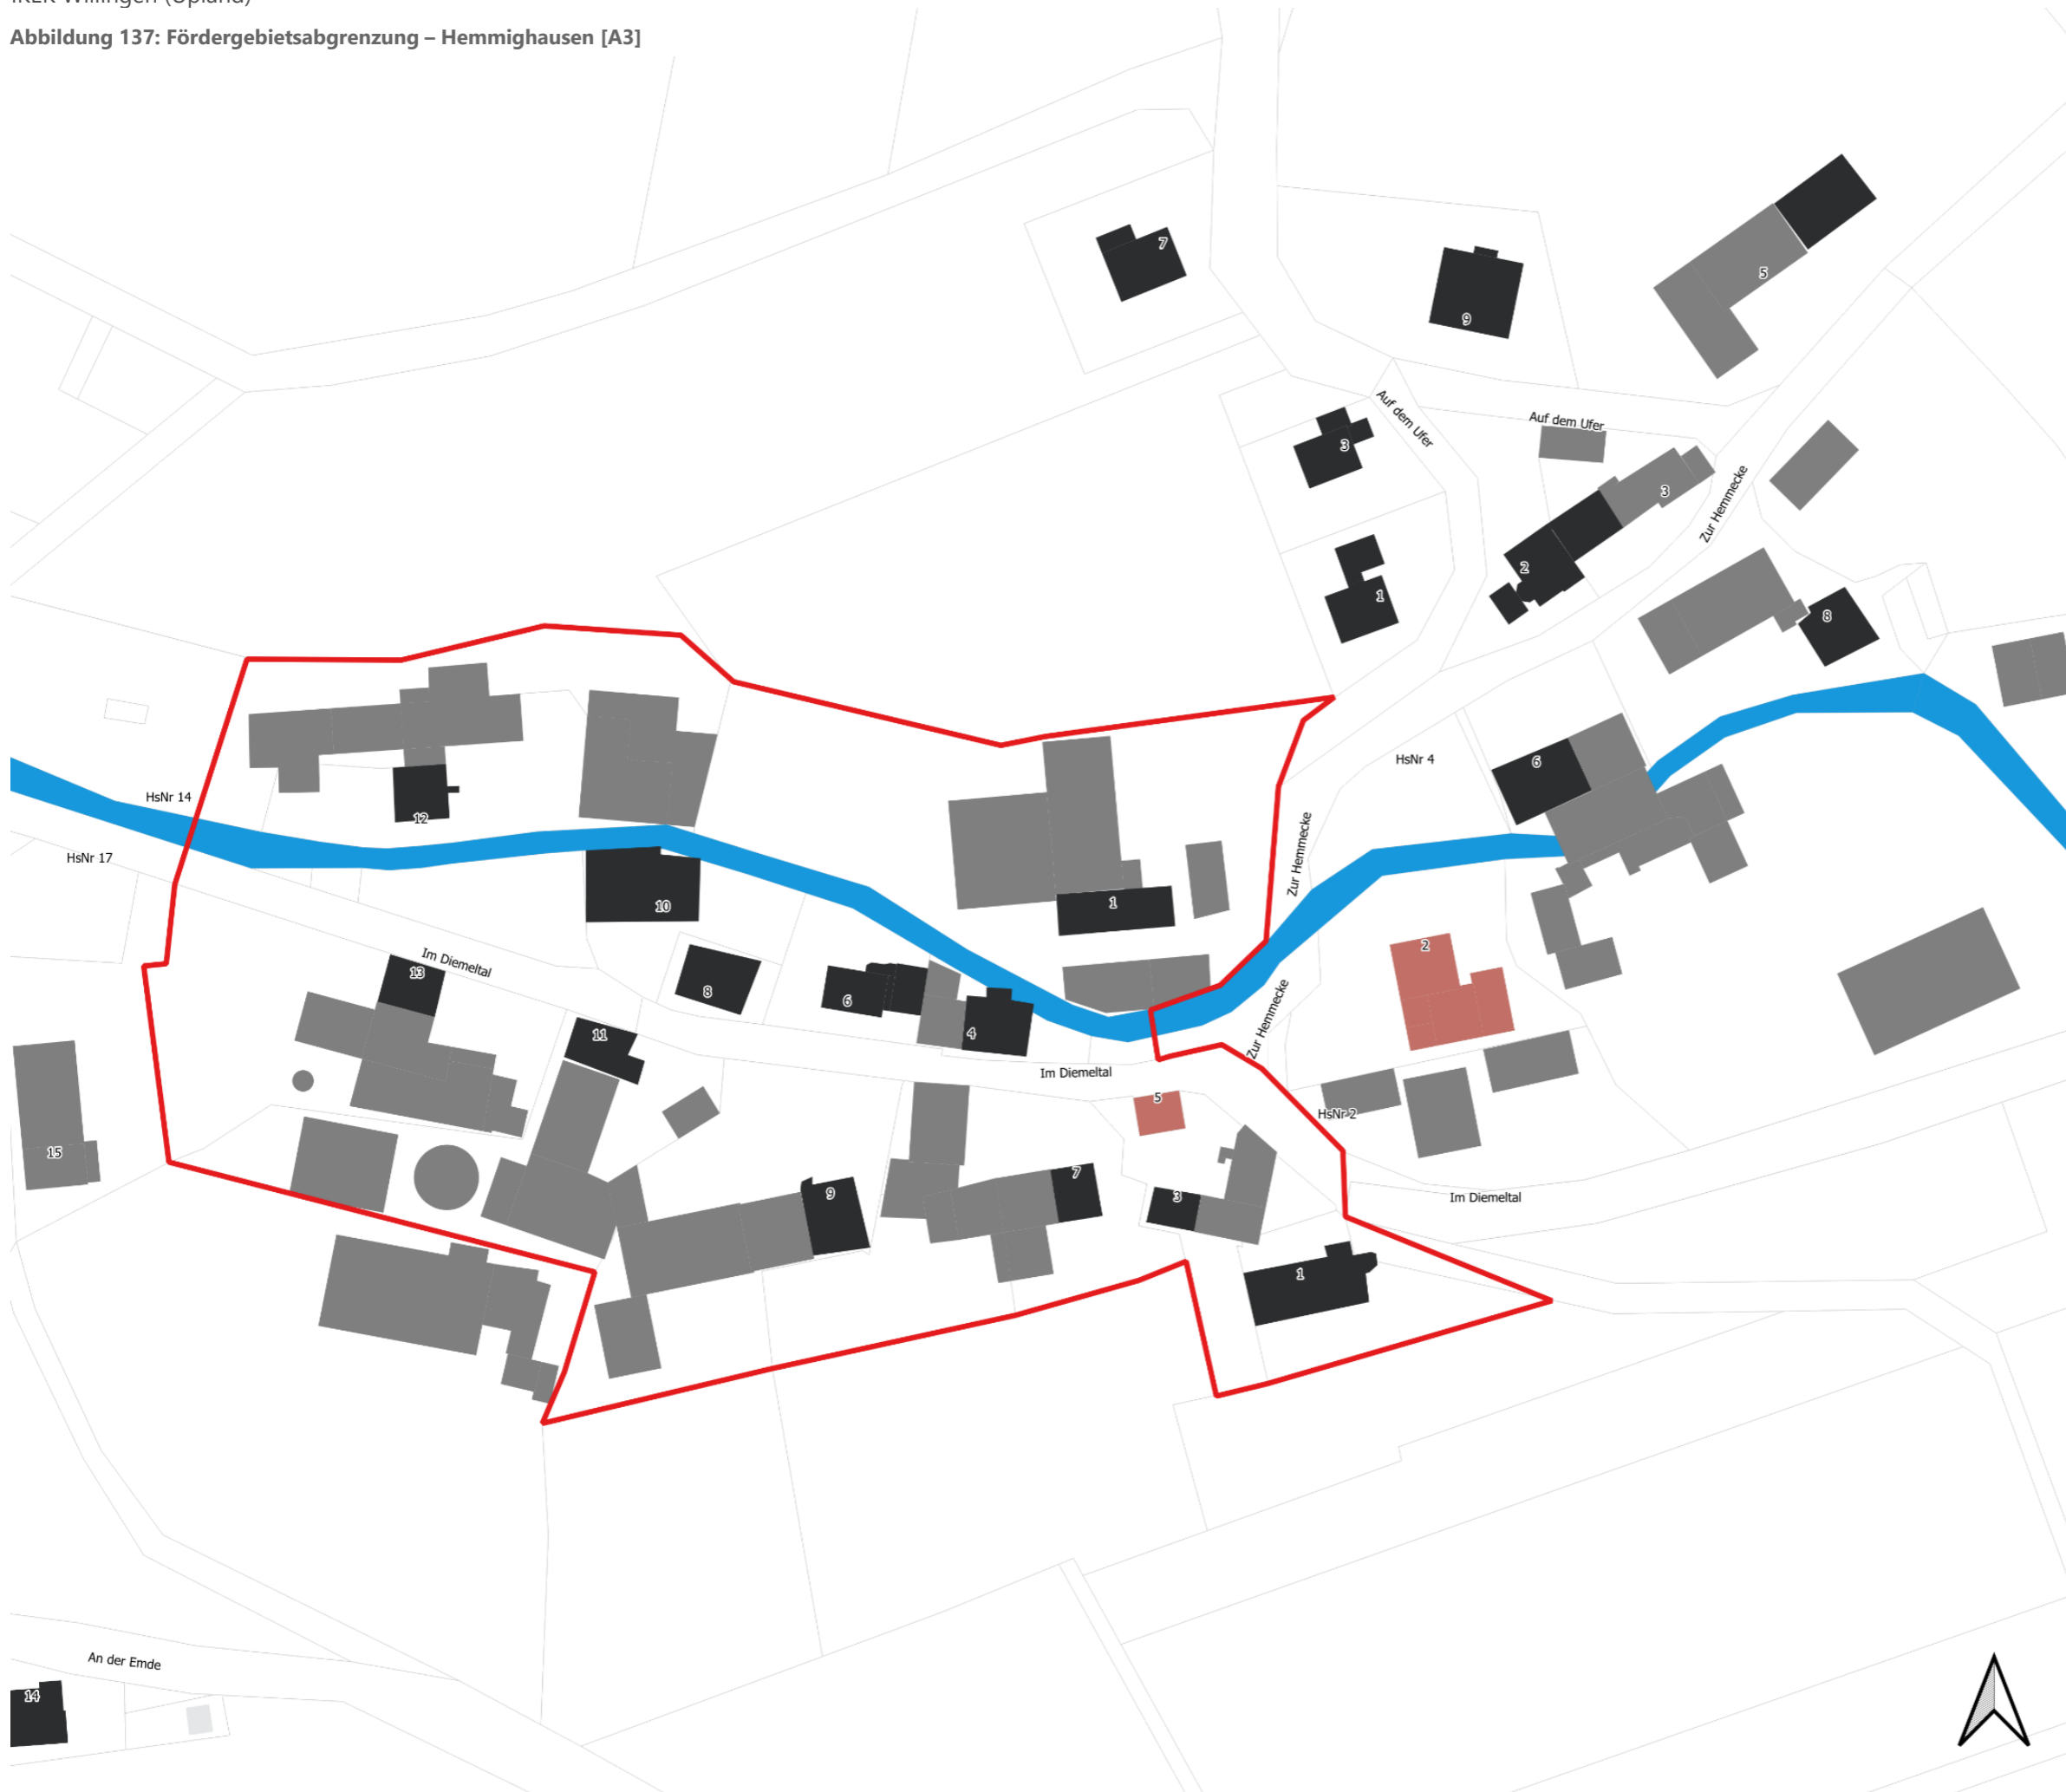 IKEK Willingen (Upland)
Abbildung 137: Fördergebietsabgrenzung – Hemmighausen [A3]
7
9
5
Auf dem Ufer
Auf dem Ufer
3
3
Zur Hemmecke
2
1
8
HsNr 4
6
HsNr 14
12
HsNr 17
Zur Hemmecke
10
1
2
Im Diemeltal
13
8
6
4
Zur Hemmecke
11
Im Diemeltal
5
HsNr 2
15
9
7
3
Im Diemeltal
1
An der Emde
14